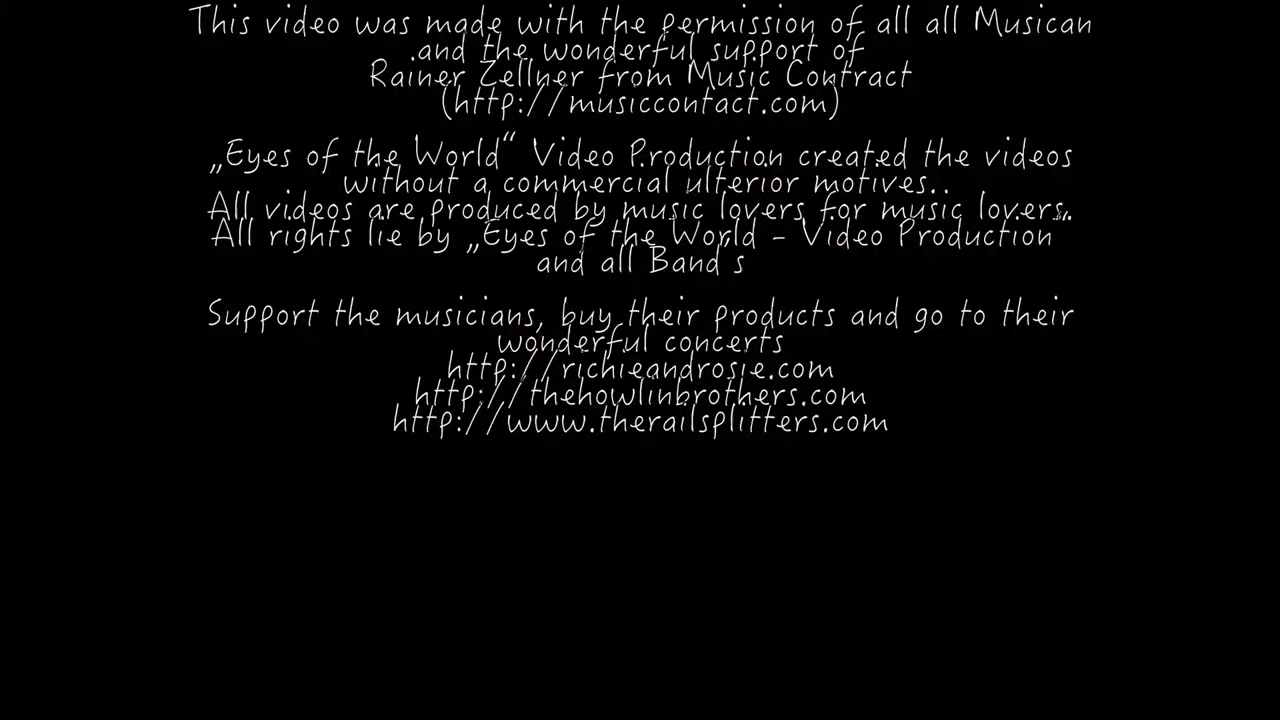 This video was made with the permission of all all Musican
and the wonderful support of
Rainer Zellner from Music Contract
(http://musiccontact.com)
„Eyes of the World“ Video Production created the videos
without a commercial ulterior motives..
All videos are produced by music lovers for music lovers.
All rights lie by „Eyes of the World - Video Production“
and all Band's
Support the musicians, buy their products and go to their
wonderful concerts
http://richieandrosie.com
http://thehowlinbrothers.com
http://www.therailsplitters.com